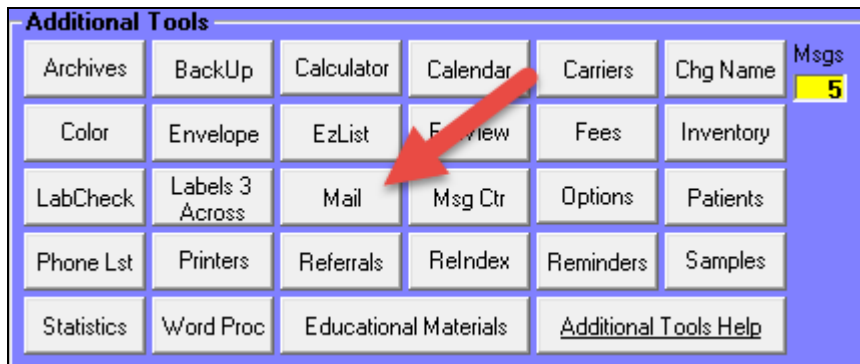 Additional Tools
Archives BackUp Calculator Calendar Carriers Chg Name Msgs
5
Color Envelope EzList Fees Inventory
LabCheck Labels 3 Across Mail Msg Ctr Options Patients
Phone Lst Printers Referrals ReIndex Reminders Samples
Statistics Word Proc Educational Materials Additional Tools Help